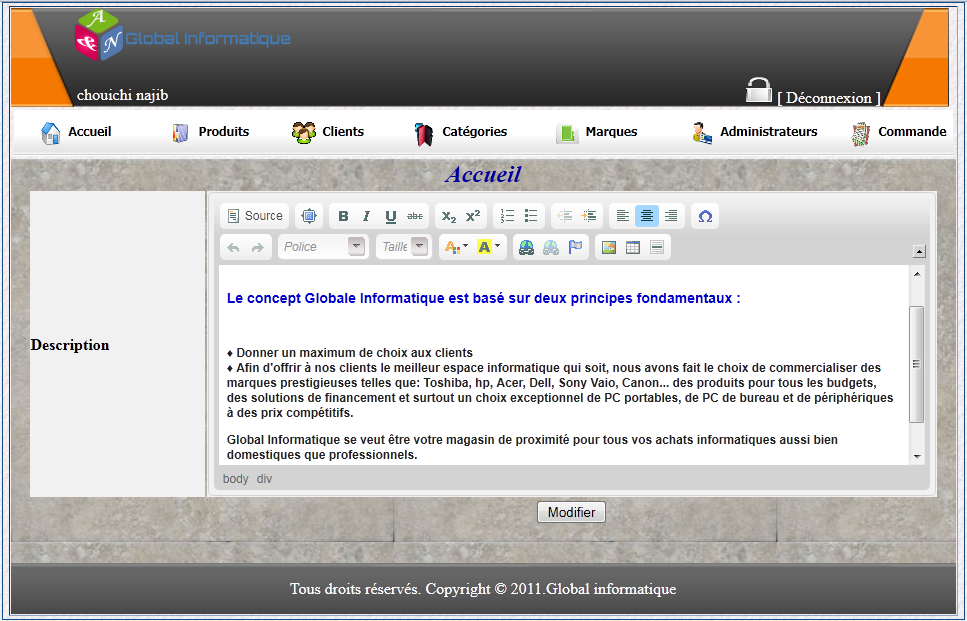 A
e N Global Informatique
chouichi najib
[ Déconnexion ]
Accueil Produits Clients Catégories Marques Administrateurs Commande
Accueil
Source B I U abc X2 X2
Police Taille A A
Description
Le concept Globale Informatique est basé sur deux principes fondamentaux :
♦ Donner un maximum de choix aux clients
♦ Afin d'offrir à nos clients le meilleur espace informatique qui soit, nous avons fait le choix de commercialiser des
marques prestigieuses telles que: Toshiba, hp, Acer, Dell, Sony Vaio, Canon... des produits pour tous les budgets,
des solutions de financement et surtout un choix exceptionnel de PC portables, de PC de bureau et de périphériques
à des prix compétitifs.
Global Informatique se veut être votre magasin de proximité pour tous vos achats informatiques aussi bien
domestiques que professionnels.
body div
Modifier
Tous droits réservés. Copyright © 2011.Global informatique